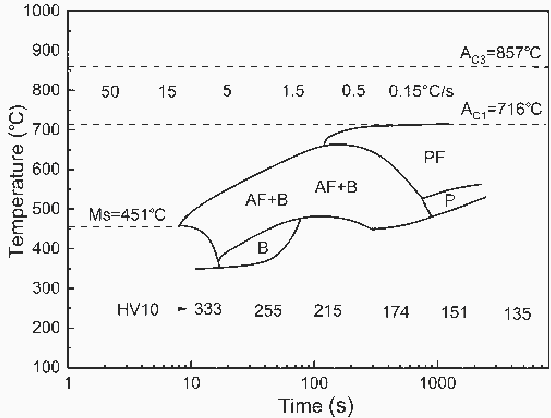 1000
900
A_C3=857℃
800
50 15 5 1.5 0.5 0.15℃/s
A_C1=716℃
700
PF
600
AF+B AF+B
P
500
Ms=451℃
B
400
300
HV10 ► 333 255 215 174 151 135
200
100
1 10 100 1000
Temperature (℃)
Time (s)